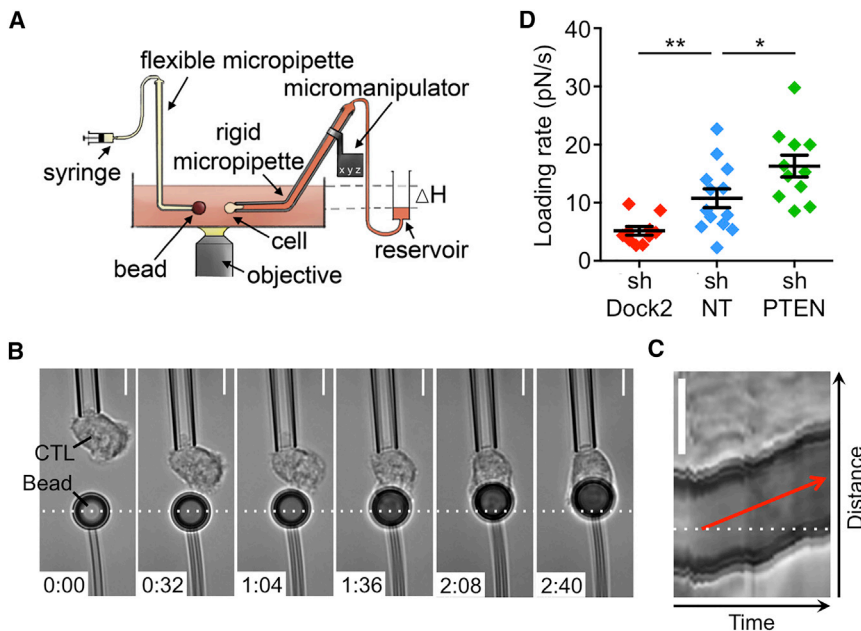 A
flexible micropipette
micromanipulator
rigid
micropipette
syringe
x y z
ΔH
bead
cell
objective
reservoir
D
**
*
Loading rate (pN/s)
40
30
20
10
0
sh
Dock2
sh
NT
sh
PTEN
B
CTL
Bead
0:00
0:32
1:04
1:36
2:08
2:40
C
Distance
Time